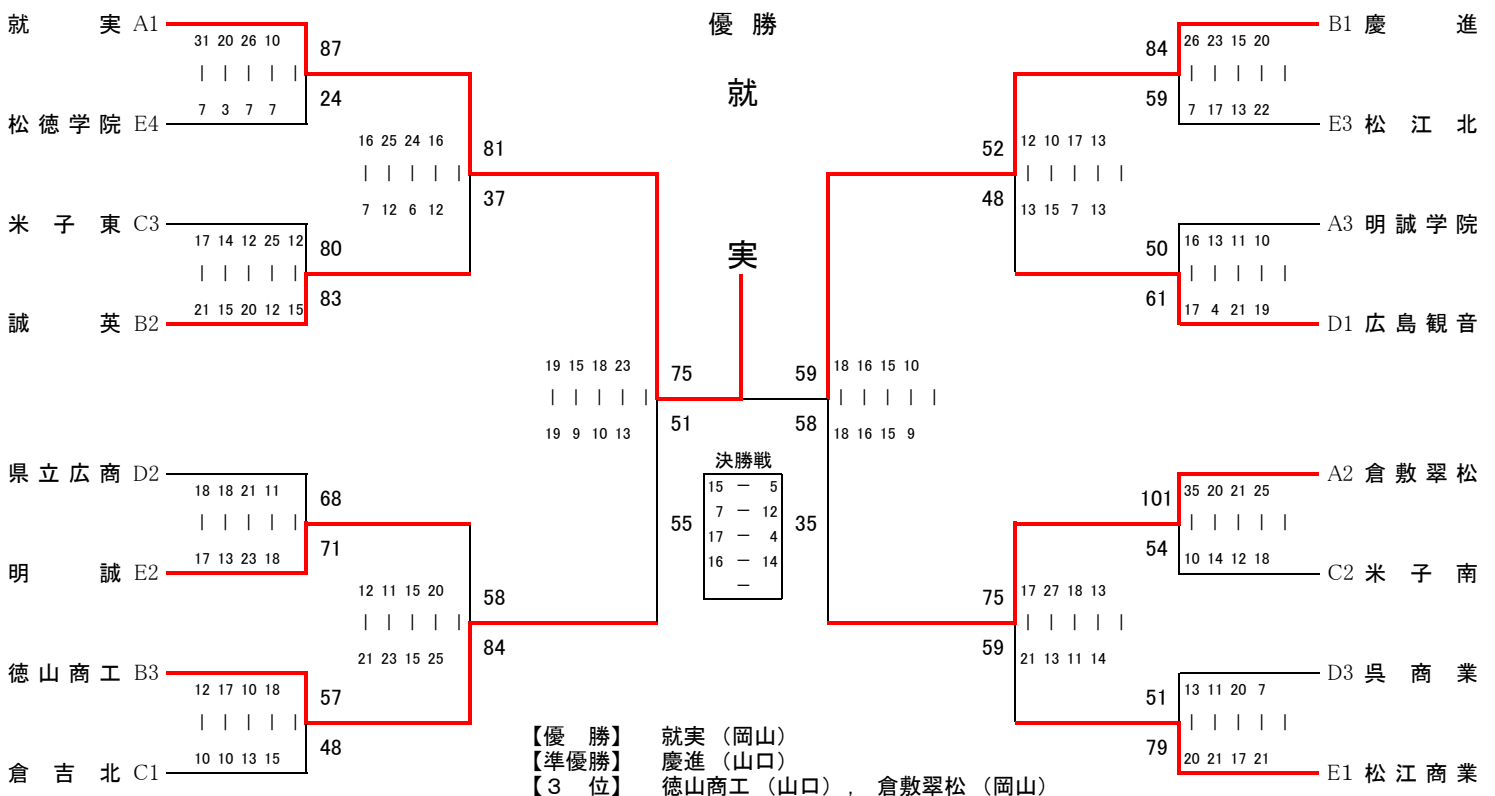 優勝
就
実
就実 A1
31 20 26 10
87
| | | | |
24
7 3 7 7
松徳学院 E4
16 25 24 16
81
| | | | |
37
7 12 6 12
米子東 C3
17 14 12 25 12
80
| | | | |
83
21 15 20 12 15
誠英 B2
19 15 18 23
75
| | | | |
51
19 9 10 13
県立広商 D2
18 18 21 11
68
| | | | |
71
17 13 23 18
明誠 E2
12 11 15 20
58
| | | | |
84
21 23 15 25
徳山商工 B3
12 17 10 18
57
| | | | |
48
10 10 13 15
倉吉北 C1
決勝戦
15 － 5
7 － 12
55 17 － 4 35
16 － 14
－
B1 慶進
84
26 23 15 20
| | | | |
59
7 17 13 22
E3 松江北
52
12 10 17 13
| | | | |
48
13 15 7 13
A3 明誠学院
50
16 13 11 10
| | | | |
61
17 4 21 19
D1 広島観音
59
18 16 15 10
| | | | |
58
18 16 15 9
A2 倉敷翠松
101
35 20 21 25
| | | | |
54
10 14 12 18
C2 米子南
75
17 27 18 13
| | | | |
59
21 13 11 14
D3 呉商業
51
13 11 20 7
| | | | |
79
20 21 17 21
E1 松江商業
【優　勝】　就実（岡山）
【準優勝】　慶進（山口）
【３　位】　徳山商工（山口）， 倉敷翠松（岡山）